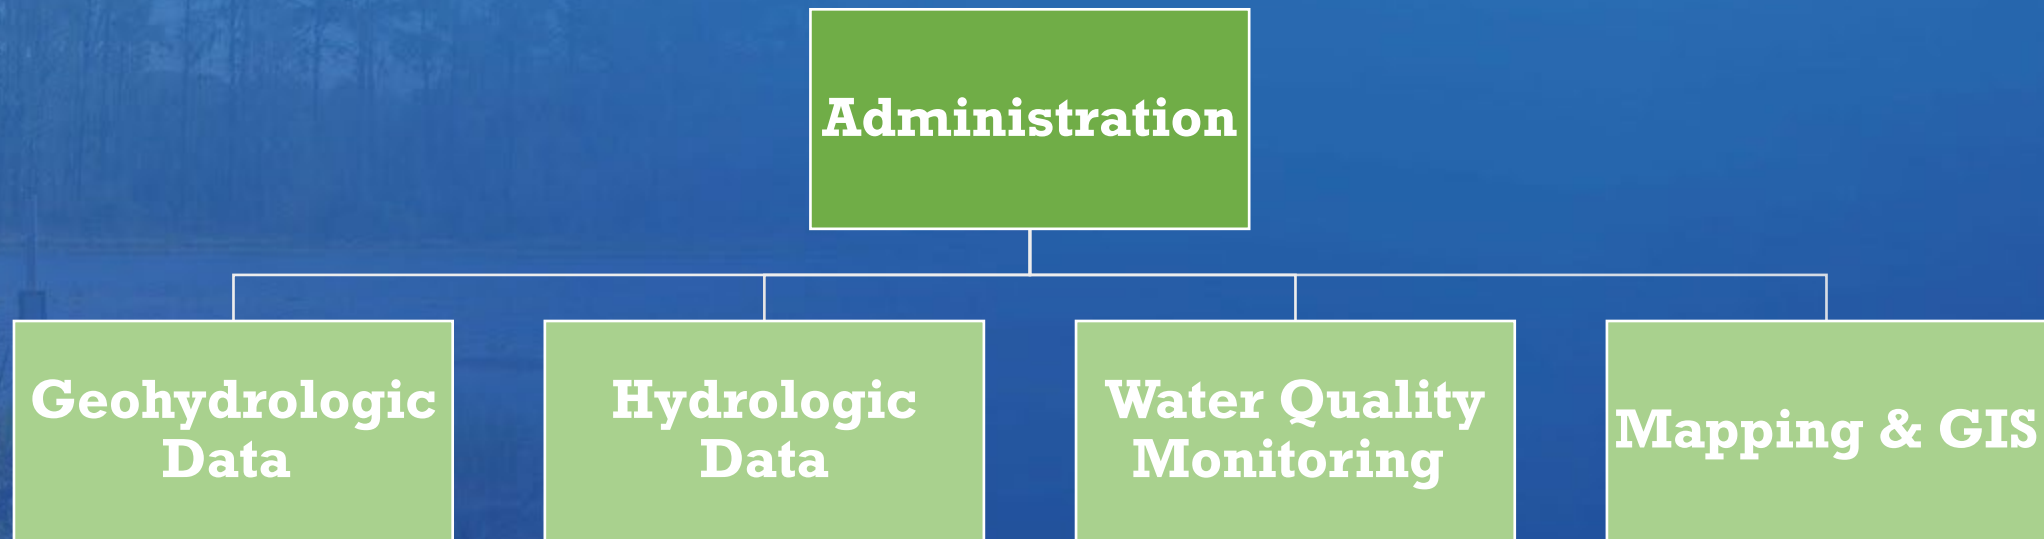 Administration
Geohydrologic
Data
Hydrologic
Data
Water Quality
Monitoring
Mapping & GIS